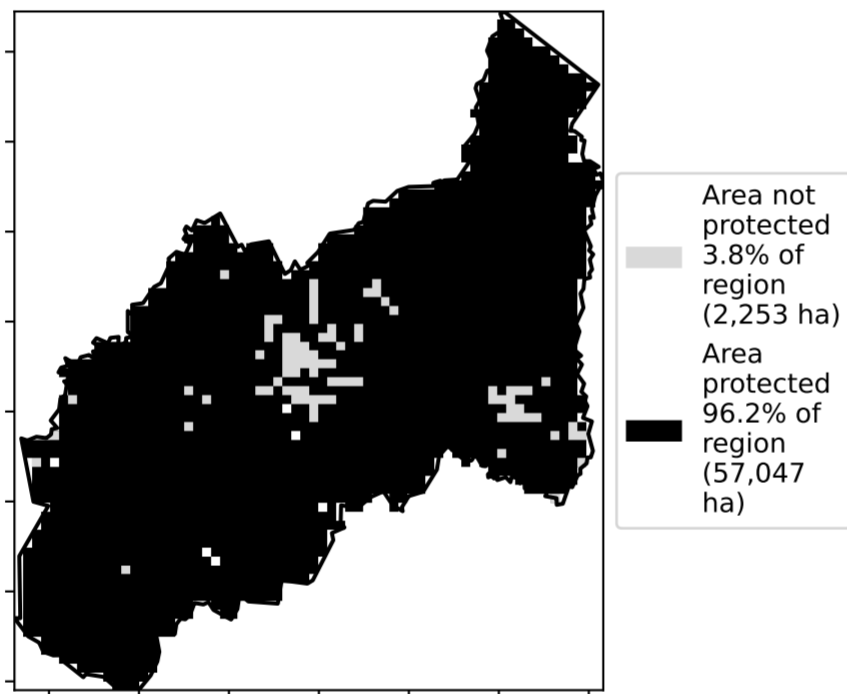 Area not
protected
3.8% of
region
(2,253 ha)
Area
protected
96.2% of
region
(57,047
ha)